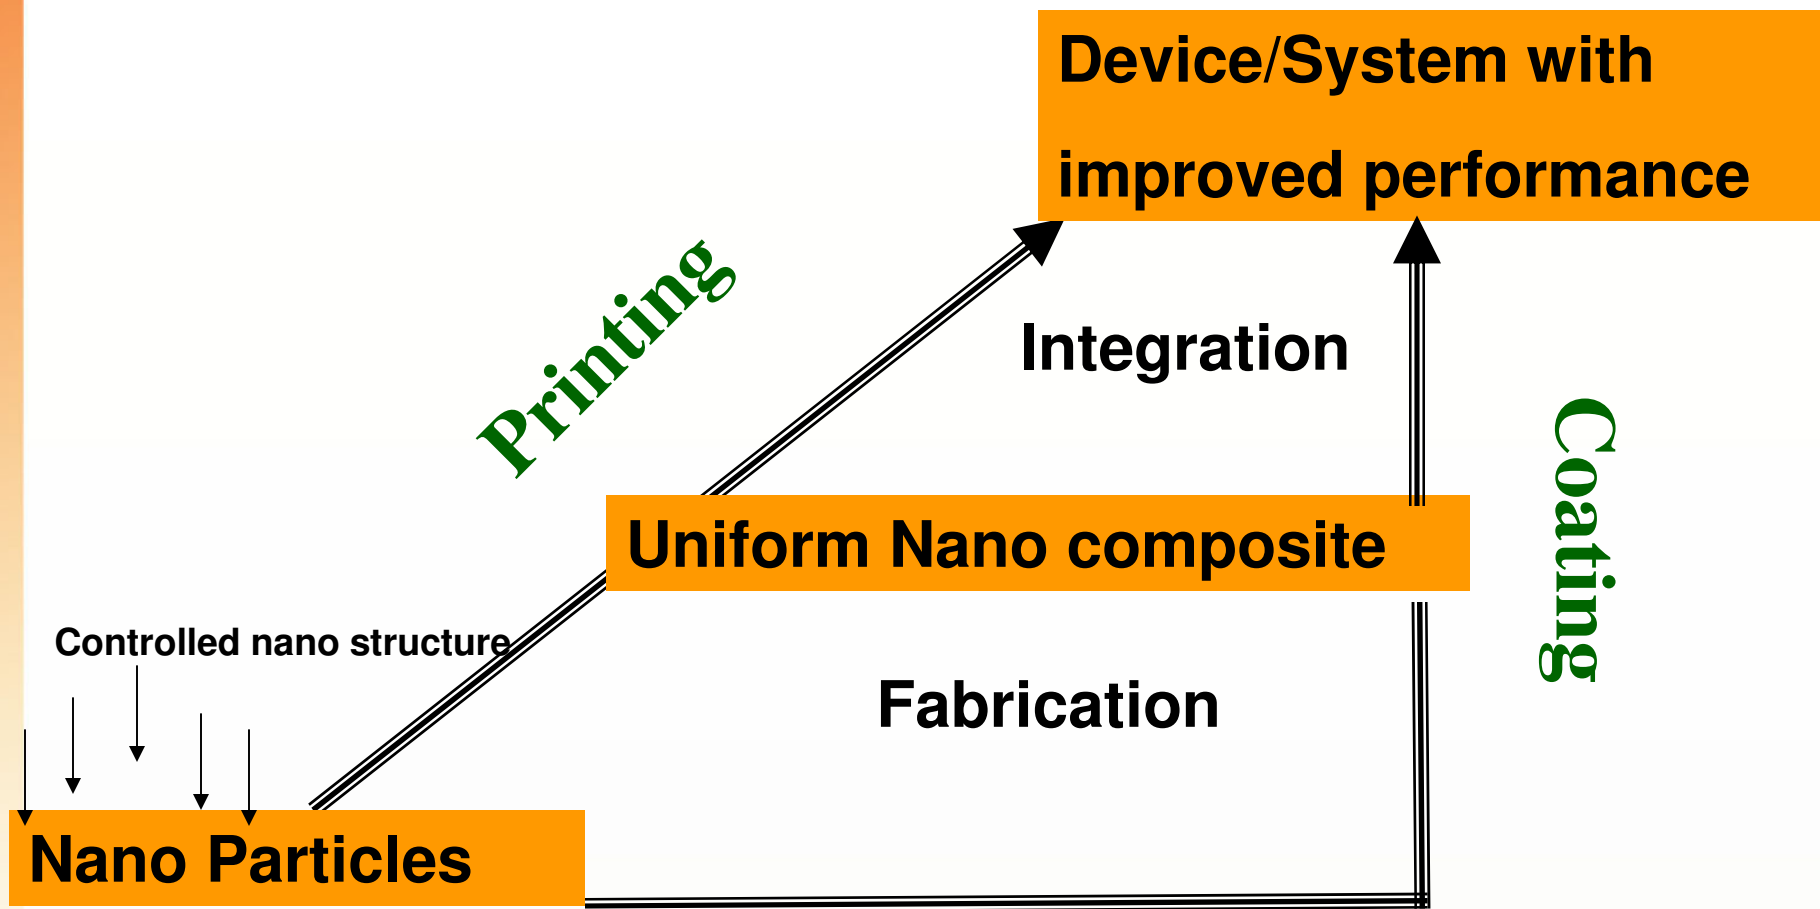 Device/System with
improved performance
Printing
Integration
Coating
Uniform Nano composite
Controlled nano structure
Fabrication
Nano Particles